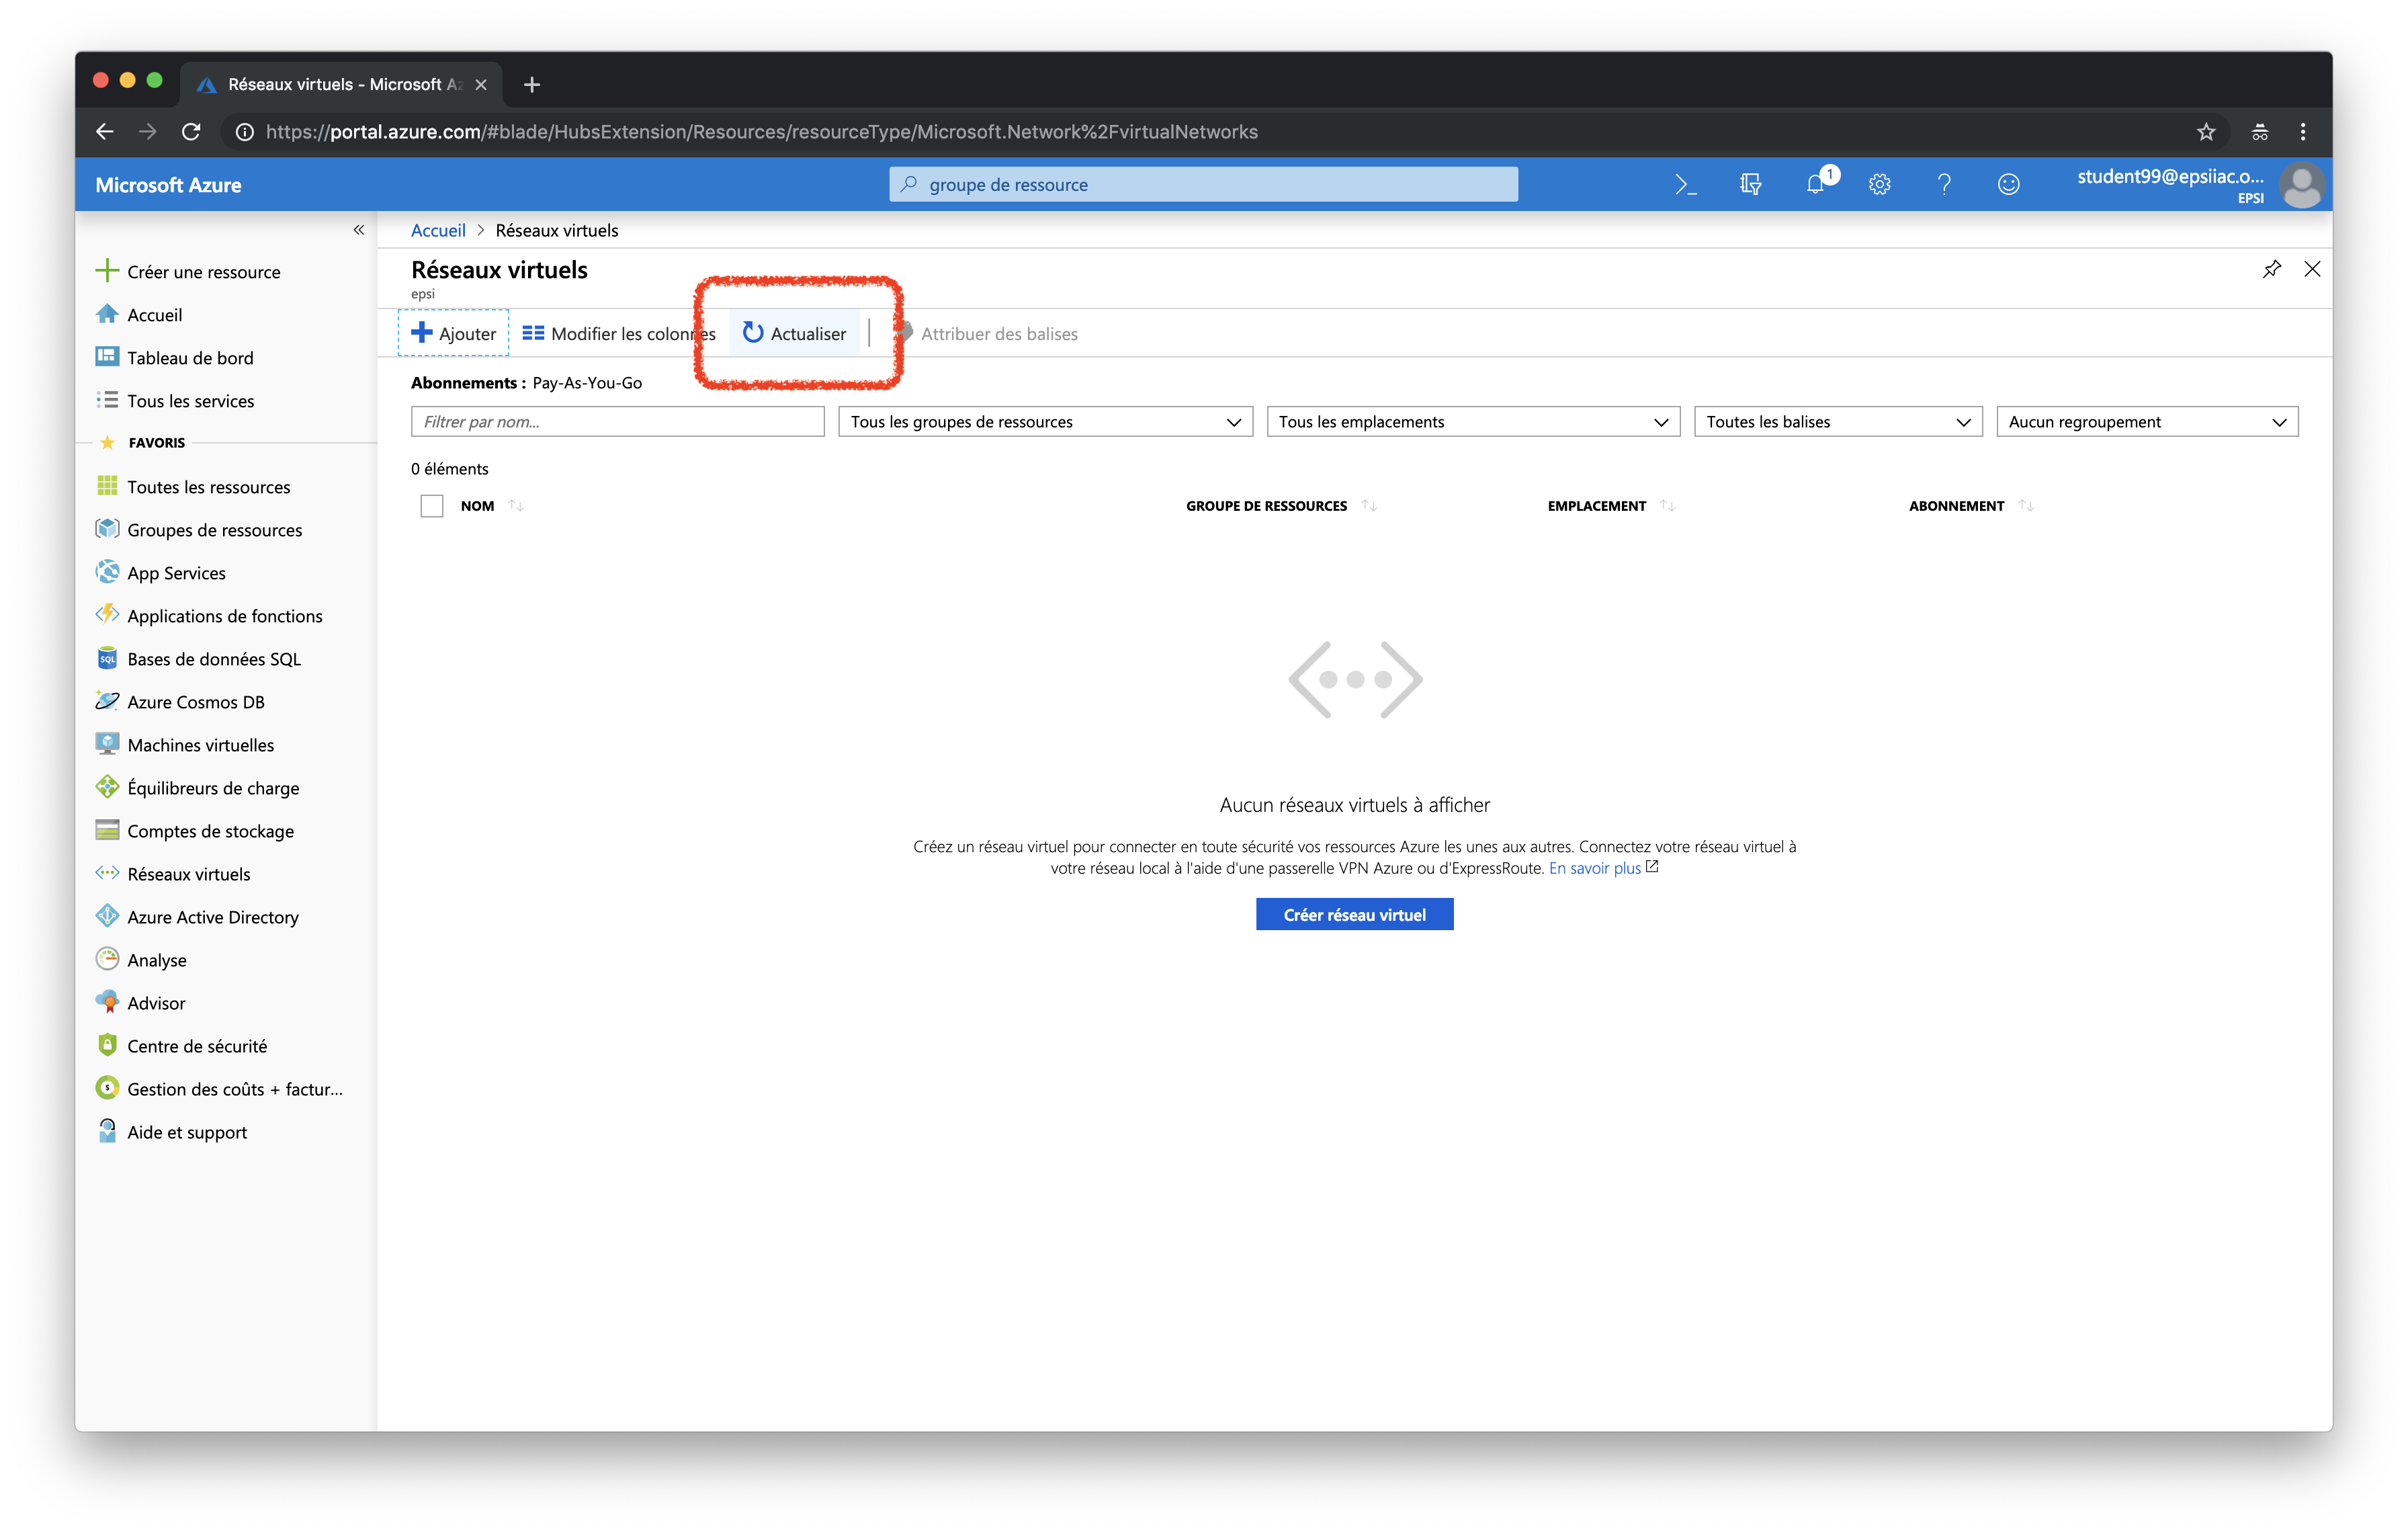 Réseaux virtuels - Microsoft Az
https://portal.azure.com/#blade/HubsExtension/Resources/resourceType/Microsoft.Network%2FvirtualNetworks
Microsoft Azure
groupe de ressource
1
student99@epsiiac.o...
EPSI
Accueil > Réseaux virtuels
Réseaux virtuels
epsi
Ajouter
Modifier les colonnes
Actualiser
Attribuer des balises
Abonnements : Pay-As-You-Go
Filtrer par nom...
Tous les groupes de ressources
Tous les emplacements
Toutes les balises
Aucun regroupement
0 éléments
NOM
GROUPE DE RESSOURCES
EMPLACEMENT
ABONNEMENT
Aucun réseaux virtuels à afficher
Créez un réseau virtuel pour connecter en toute sécurité vos ressources Azure les unes aux autres. Connectez votre réseau virtuel à
votre réseau local à l'aide d'une passerelle VPN Azure ou d'ExpressRoute. En savoir plus
Créer réseau virtuel
Créer une ressource
Accueil
Tableau de bord
Tous les services
FAVORIS
Toutes les ressources
Groupes de ressources
App Services
Applications de fonctions
SQL
Bases de données SQL
Azure Cosmos DB
Machines virtuelles
Équilibreurs de charge
Comptes de stockage
Réseaux virtuels
Azure Active Directory
Analyse
Advisor
Centre de sécurité
Gestion des coûts + factur...
Aide et support